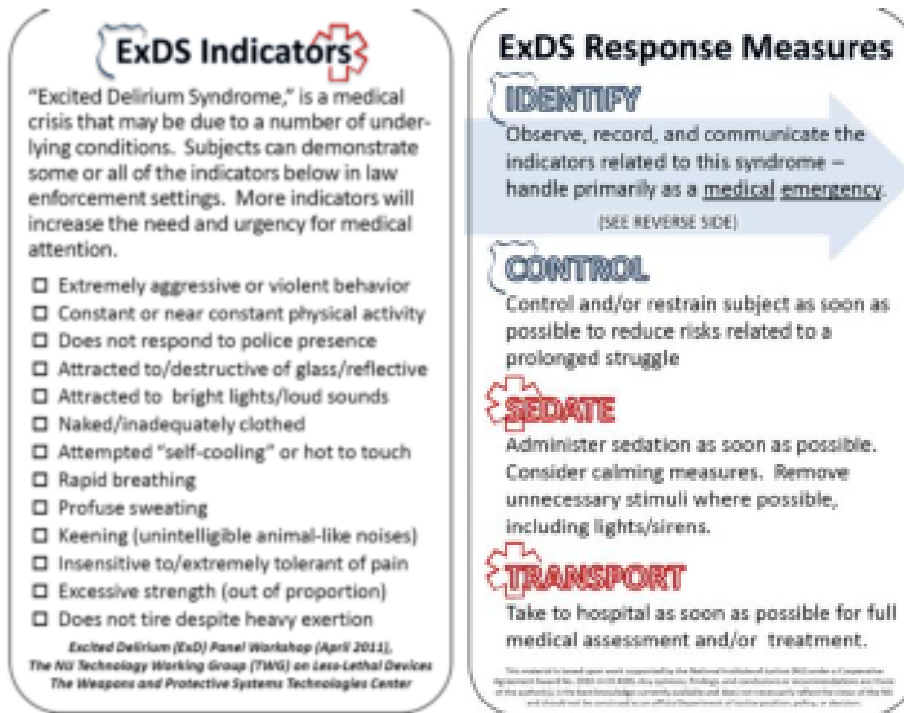 ExDS Indicators
“Excited Delirium Syndrome,” is a medical
crisis that may be due to a number of under-
lying conditions.  Subjects can demonstrate
some or all of the indicators below in law
enforcement settings.  More indicators will
increase the need and urgency for medical
attention.
☐ Extremely aggressive or violent behavior
☐ Constant or near constant physical activity
☐ Does not respond to police presence
☐ Attracted to/destructive of glass/reflective
☐ Attracted to  bright lights/loud sounds
☐ Naked/inadequately clothed
☐ Attempted “self-cooling” or hot to touch
☐ Rapid breathing
☐ Profuse sweating
☐ Keening (unintelligible animal-like noises)
☐ Insensitive to/extremely tolerant of pain
☐ Excessive strength (out of proportion)
☐ Does not tire despite heavy exertion
Excited Delirium (ExD) Panel Workshop (April 2011),
The NIJ Technology Working Group (TWG) on Less-Lethal Devices
The Weapons and Protective Systems Technologies Center
ExDS Response Measures
IDENTIFY
Observe, record, and communicate the
indicators related to this syndrome –
handle primarily as a medical emergency.
(SEE REVERSE SIDE)
CONTROL
Control and/or restrain subject as soon as
possible to reduce risks related to a
prolonged struggle
SEDATE
Administer sedation as soon as possible.
Consider calming measures.  Remove
unnecessary stimuli where possible,
including lights/sirens.
TRANSPORT
Take to hospital as soon as possible for full
medical assessment and/or  treatment.